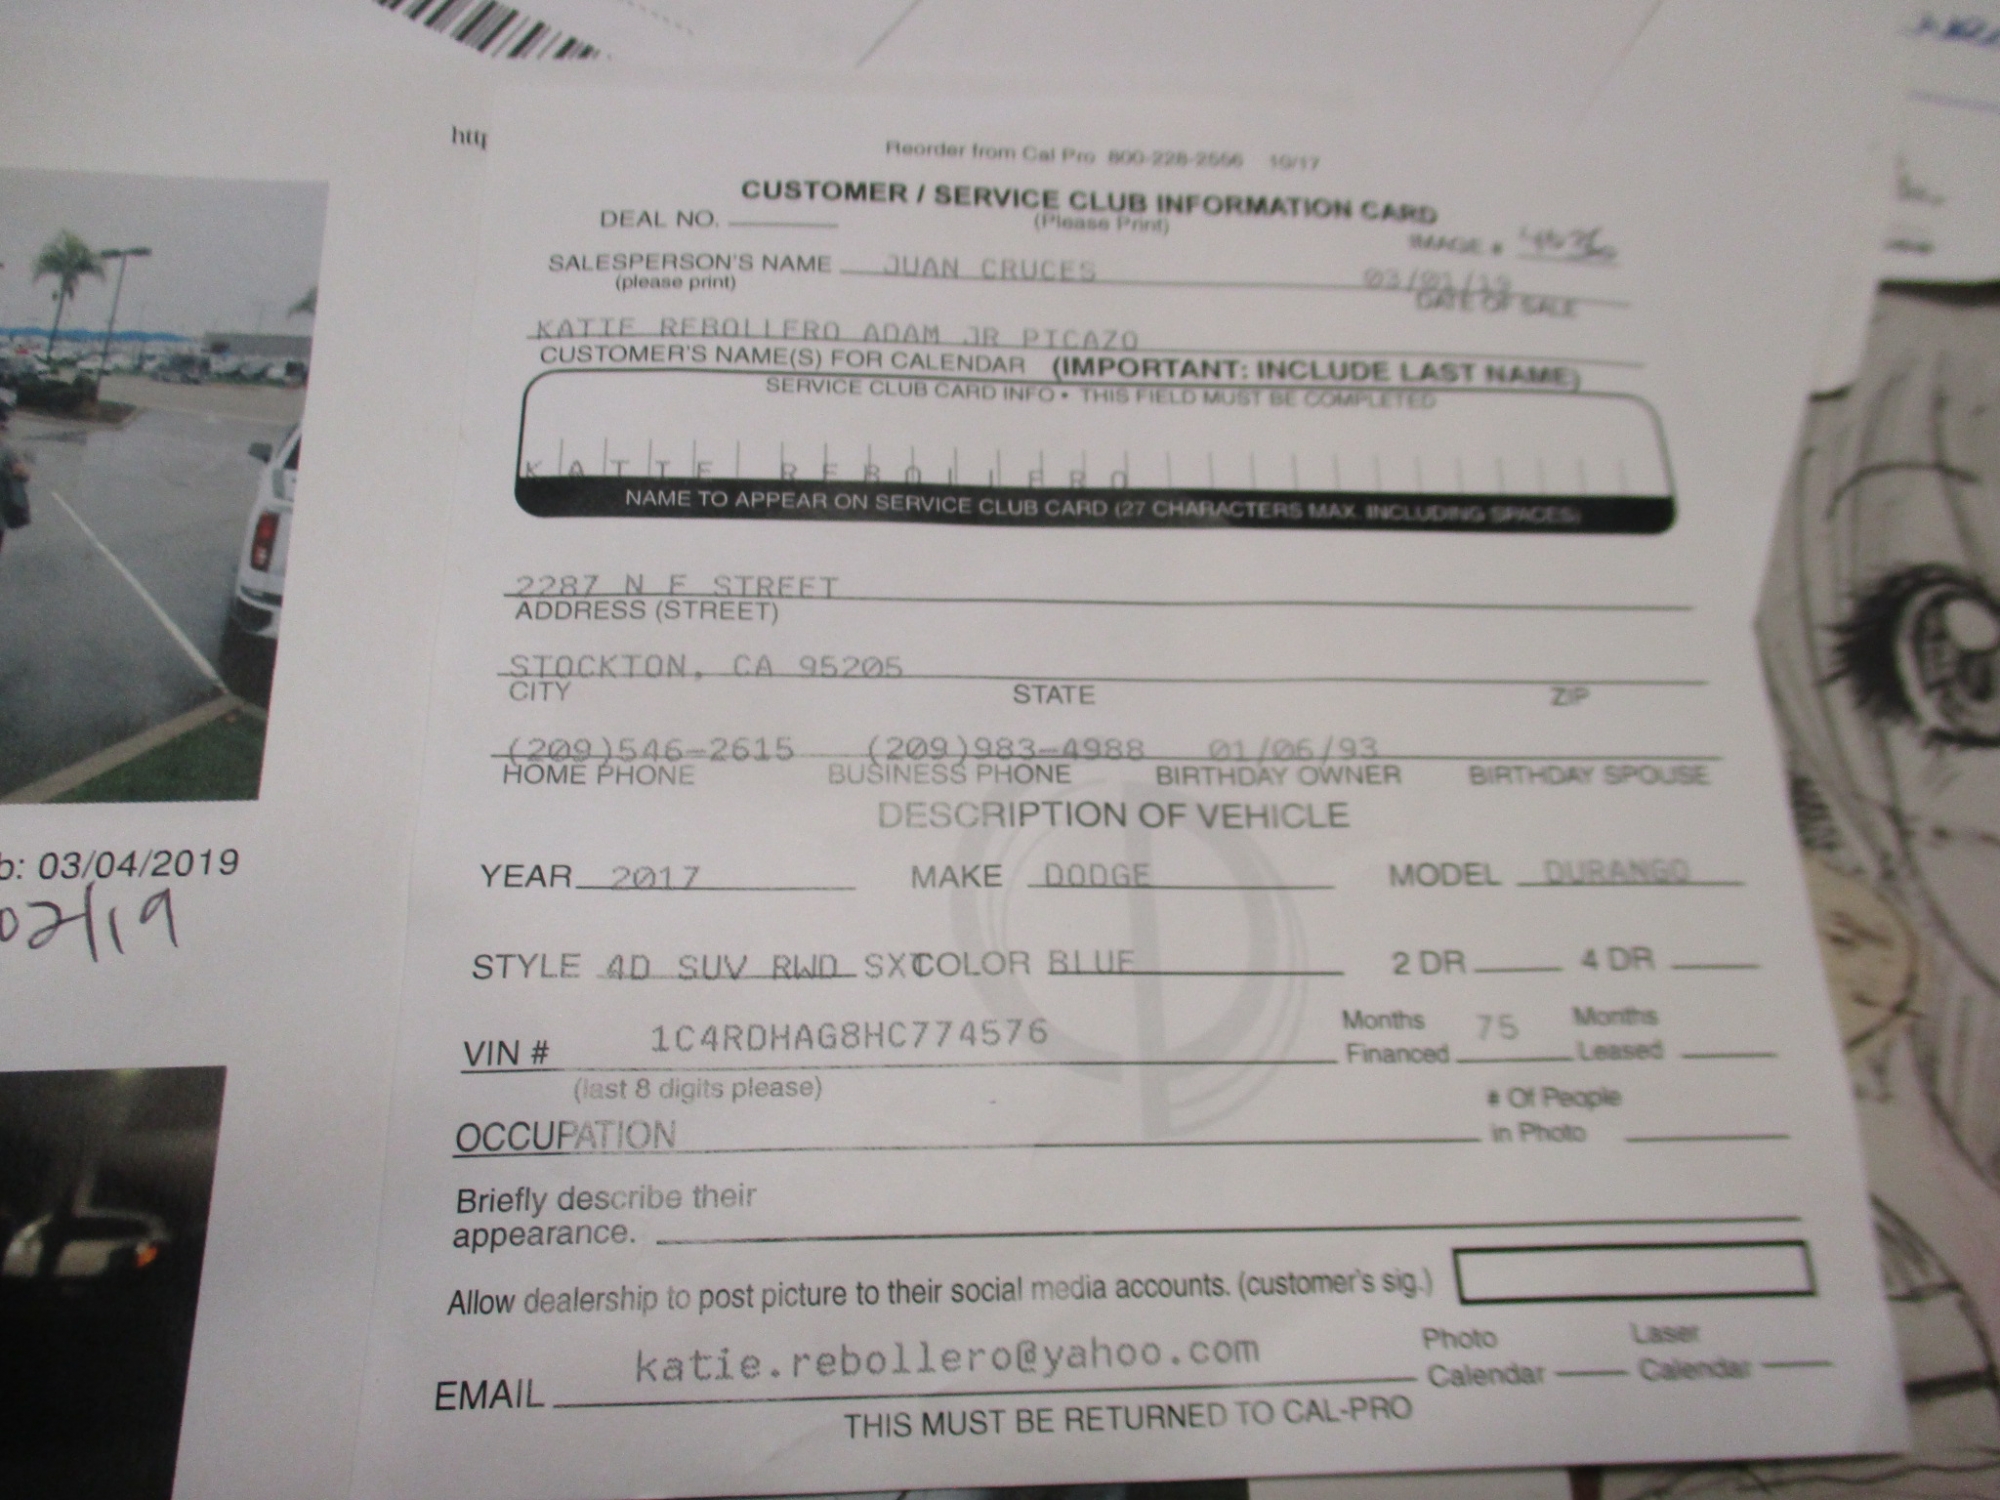 Reorder from Cal Pro 800-228-2556 10/17
CUSTOMER / SERVICE CLUB INFORMATION CARD
DEAL NO. (Please Print)
IMAGE #
SALESPERSON'S NAME JUAN CRUCES
(please print) DATE OF SALE
KATIE REBOLLERO ADAM JR PICAZO
CUSTOMER'S NAME(S) FOR CALENDAR (IMPORTANT: INCLUDE LAST NAME)
SERVICE CLUB CARD INFO • THIS FIELD MUST BE COMPLETED
KATIE REBOLLERO
NAME TO APPEAR ON SERVICE CLUB CARD (27 CHARACTERS MAX. INCLUDING SPACES)
2287 N E STREET
ADDRESS (STREET)
STOCKTON, CA 95205
CITY STATE ZIP
(209)546-2615 (209)983-4988 01/06/93
HOME PHONE BUSINESS PHONE BIRTHDAY OWNER BIRTHDAY SPOUSE
DESCRIPTION OF VEHICLE
YEAR 2017 MAKE DODGE MODEL DURANGO
STYLE 4D SUV RWD SXT COLOR BLUE 2 DR 4 DR
VIN # 1C4RDHAG8HC774576 Months Financed 75 Months Leased
(last 8 digits please)
OCCUPATION # Of People in Photo
Briefly describe their
appearance.
Allow dealership to post picture to their social media accounts. (customer's sig.)
EMAIL katie.rebollero@yahoo.com Photo Calendar Laser Calendar
THIS MUST BE RETURNED TO CAL-PRO
b: 03/04/2019
02/19